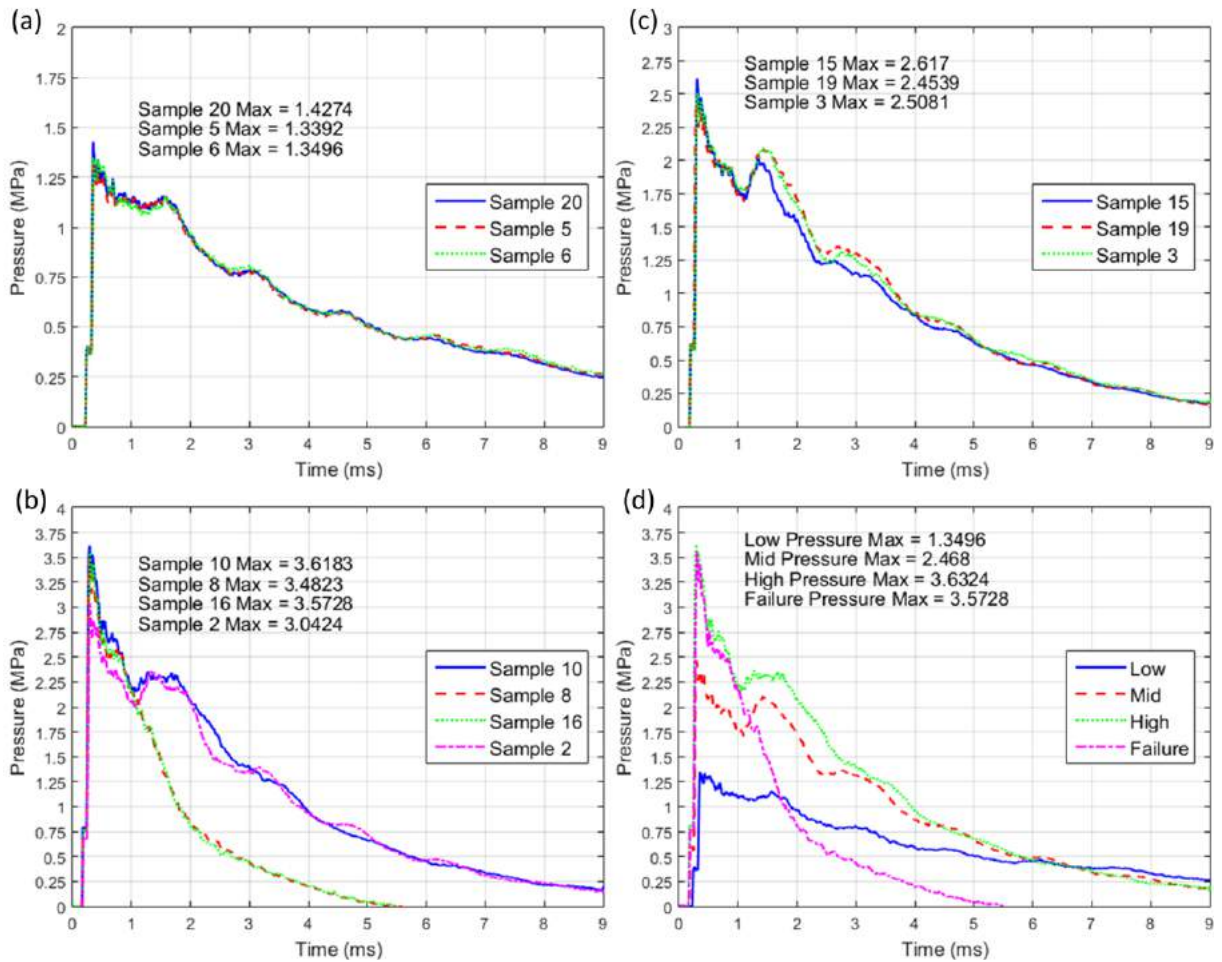 (a)
2
1.75
1.5
1.25
1
0.75
0.5
0.25
0
Pressure (MPa)
Sample 20 Max = 1.4274
Sample 5 Max = 1.3392
Sample 6 Max = 1.3496
Sample 20
Sample 5
Sample 6
0 1 2 3 4 5 6 7 8 9
Time (ms)
(c)
3
2.75
2.5
2.25
2
1.75
1.5
1.25
1
0.75
0.5
0.25
0
Pressure (MPa)
Sample 15 Max = 2.617
Sample 19 Max = 2.4539
Sample 3 Max = 2.5081
Sample 15
Sample 19
Sample 3
0 1 2 3 4 5 6 7 8 9
Time (ms)
(b)
4
3.75
3.5
3.25
3
2.75
2.5
2.25
2
1.75
1.5
1.25
1
0.75
0.5
0.25
0
Pressure (MPa)
Sample 10 Max = 3.6183
Sample 8 Max = 3.4823
Sample 16 Max = 3.5728
Sample 2 Max = 3.0424
Sample 10
Sample 8
Sample 16
Sample 2
0 1 2 3 4 5 6 7 8 9
Time (ms)
(d)
4
3.75
3.5
3.25
3
2.75
2.5
2.25
2
1.75
1.5
1.25
1
0.75
0.5
0.25
0
Pressure (MPa)
Low Pressure Max = 1.3496
Mid Pressure Max = 2.468
High Pressure Max = 3.6324
Failure Pressure Max = 3.5728
Low
Mid
High
Failure
0 1 2 3 4 5 6 7 8 9
Time (ms)